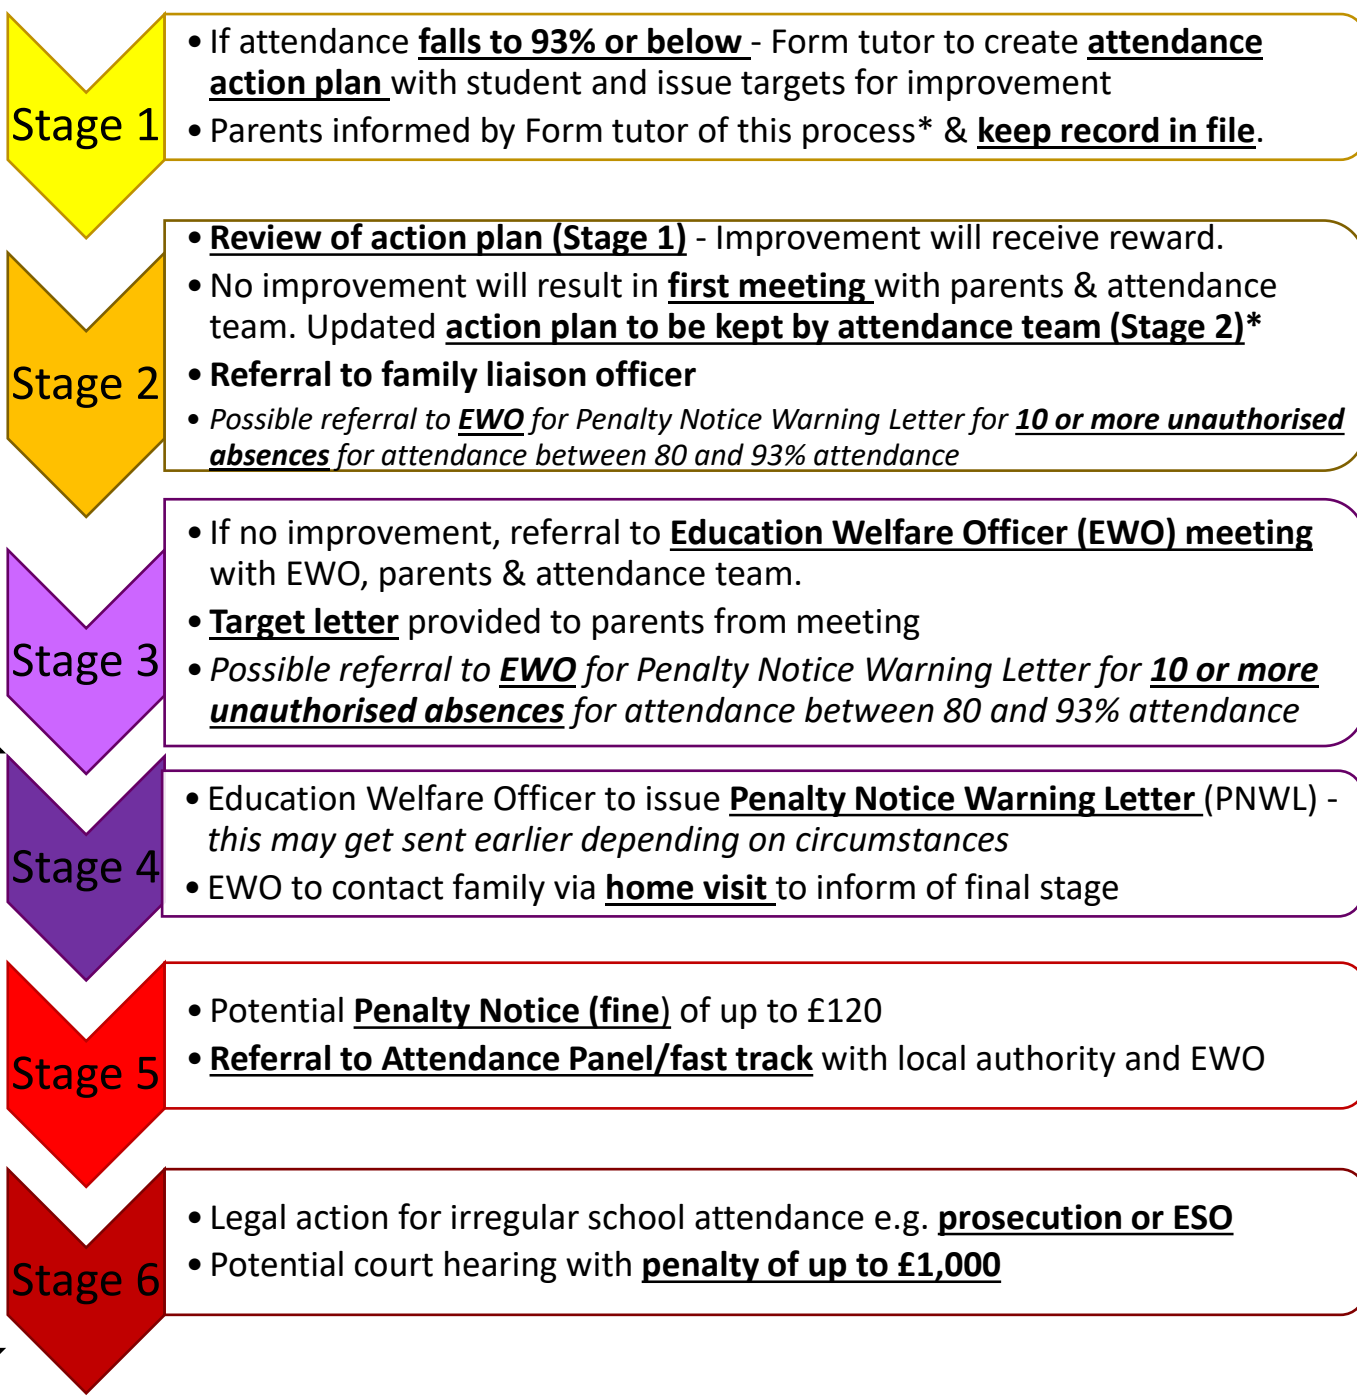 Stage 1
• If attendance falls to 93% or below - Form tutor to create attendance
action plan with student and issue targets for improvement
• Parents informed by Form tutor of this process* & keep record in file.
Stage 2
• Review of action plan (Stage 1) - Improvement will receive reward.
• No improvement will result in first meeting with parents & attendance
team. Updated action plan to be kept by attendance team (Stage 2)*
• Referral to family liaison officer
• Possible referral to EWO for Penalty Notice Warning Letter for 10 or more unauthorised
absences for attendance between 80 and 93% attendance
Stage 3
• If no improvement, referral to Education Welfare Officer (EWO) meeting
with EWO, parents & attendance team.
• Target letter provided to parents from meeting
• Possible referral to EWO for Penalty Notice Warning Letter for 10 or more
unauthorised absences for attendance between 80 and 93% attendance
Stage 4
• Education Welfare Officer to issue Penalty Notice Warning Letter (PNWL) -
this may get sent earlier depending on circumstances
• EWO to contact family via home visit to inform of final stage
Stage 5
• Potential Penalty Notice (fine) of up to £120
• Referral to Attendance Panel/fast track with local authority and EWO
Stage 6
• Legal action for irregular school attendance e.g. prosecution or ESO
• Potential court hearing with penalty of up to £1,000